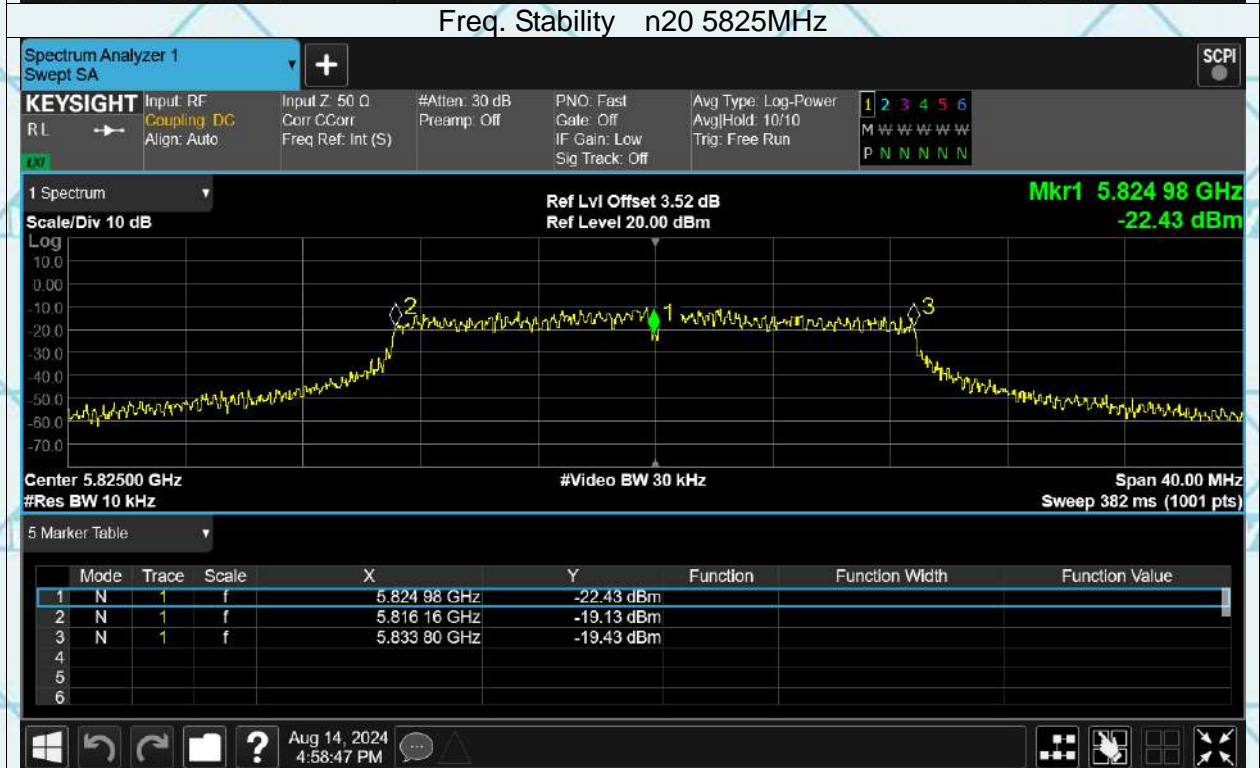 Freq. Stability n20 5825MHz
Spectrum Analyzer 1
Swept SA
+
SCPI
KEYSIGHT
RL
LXI
Input: RF
Coupling: DC
Align: Auto
Input Z: 50 Ω
Corr CCorr
Freq Ref: Int (S)
#Atten: 30 dB
Preamp: Off
PNO: Fast
Gate: Off
IF Gain: Low
Sig Track: Off
Avg Type: Log-Power
Avg|Hold: 10/10
Trig: Free Run
1 2 3 4 5 6
M W W W W W
P N N N N N
1 Spectrum
Scale/Div 10 dB
Ref Lvl Offset 3.52 dB
Ref Level 20.00 dBm
Mkr1 5.824 98 GHz
-22.43 dBm
Log
10.0
0.00
-10.0
-20.0
-30.0
-40.0
-50.0
-60.0
-70.0
2
1
3
Center 5.82500 GHz
#Res BW 10 kHz
#Video BW 30 kHz
Span 40.00 MHz
Sweep 382 ms (1001 pts)
5 Marker Table
Mode Trace Scale X Y Function Function Width Function Value
1 N 1 f 5.824 98 GHz -22.43 dBm
2 N 1 f 5.816 16 GHz -19.13 dBm
3 N 1 f 5.833 80 GHz -19.43 dBm
4
5
6
?
Aug 14, 2024
4:58:47 PM